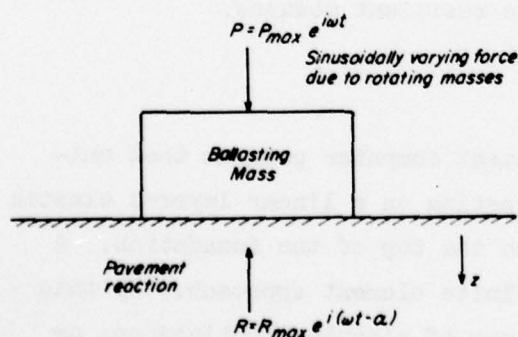 P = P_max e^{iωt}
Sinusoidally varying force
due to rotating masses
Ballasting
Mass
Pavement
reaction
z
R = R_max e^{i(ωt-α)}